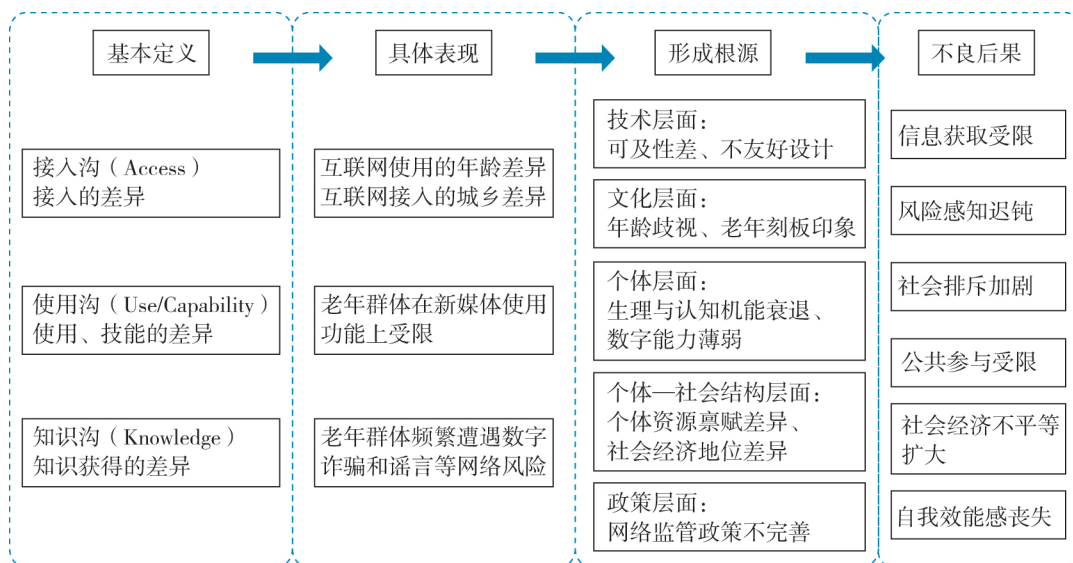 基本定义
具体表现
形成根源
不良后果
接入沟（Access）
接入的差异
使用沟（Use/Capability）
使用、技能的差异
知识沟（Knowledge）
知识获得的差异
互联网使用的年龄差异
互联网接入的城乡差异
老年群体在新媒体使用
功能上受限
老年群体频繁遭遇数字
诈骗和谣言等网络风险
技术层面：
可及性差、不友好设计
文化层面：
年龄歧视、老年刻板印象
个体层面：
生理与认知机能衰退、
数字能力薄弱
个体—社会结构层面：
个体资源禀赋差异、
社会经济地位差异
政策层面：
网络监管政策不完善
信息获取受限
风险感知迟钝
社会排斥加剧
公共参与受限
社会经济不平等
扩大
自我效能感丧失